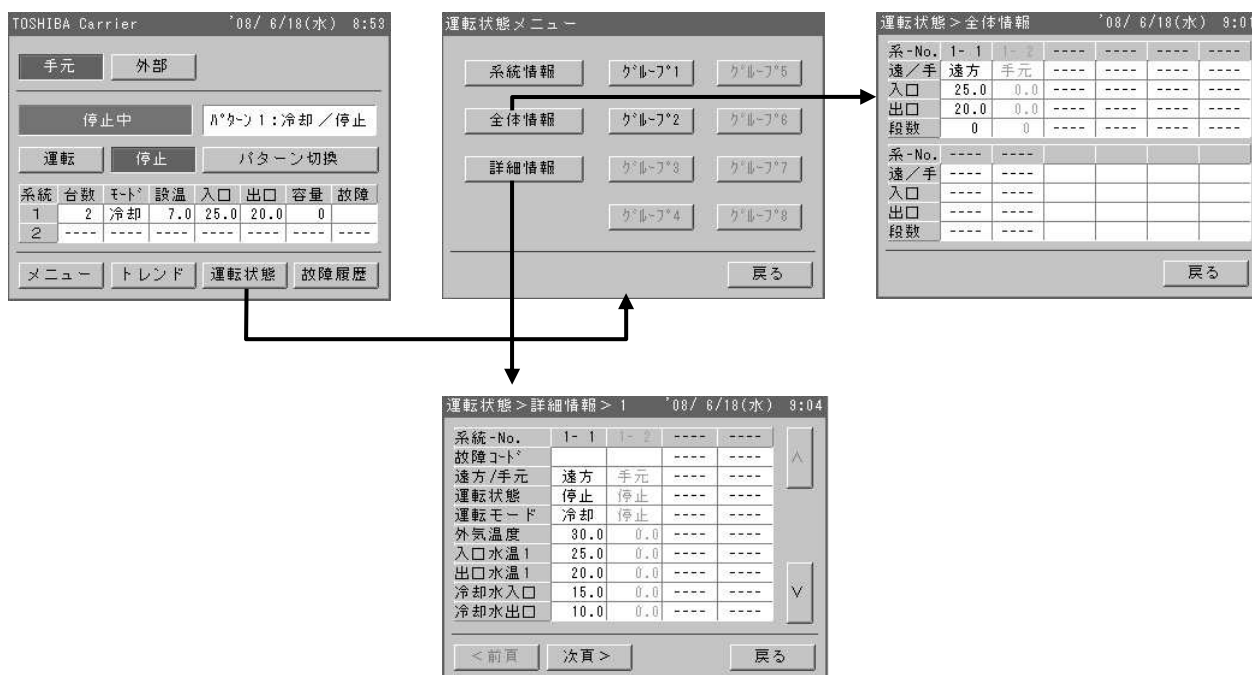 TOSHIBA Carrier '08/ 6/18(水) 8:53
手元 外部
停止中 ﾊﾟﾀｰﾝ 1:冷却/停止
運転 停止 パターン切換
系統 台数 ﾓｰﾄﾞ 設温 入口 出口 容量 故障
1 2 冷却 7.0 25.0 20.0 0
2 ---- ---- ---- ---- ---- ---- ----
メニュー トレンド 運転状態 故障履歴
運転状態メニュー
系統情報 ｸﾞﾙｰﾌﾟ1 ｸﾞﾙｰﾌﾟ5
全体情報 ｸﾞﾙｰﾌﾟ2 ｸﾞﾙｰﾌﾟ6
詳細情報 ｸﾞﾙｰﾌﾟ3 ｸﾞﾙｰﾌﾟ7
ｸﾞﾙｰﾌﾟ4 ｸﾞﾙｰﾌﾟ8
戻る
運転状態>全体情報 '08/ 6/18(水) 9:01
系-No. 1- 1 1- 2 ---- ---- ---- ----
遠/手 遠方 手元 ---- ---- ---- ----
入口 25.0 0.0 ---- ---- ---- ----
出口 20.0 0.0 ---- ---- ---- ----
段数 0 0 ---- ---- ---- ----
系-No. ---- ----
遠/手 ---- ----
入口 ---- ----
出口 ---- ----
段数 ---- ----
戻る
運転状態>詳細情報> 1 '08/ 6/18(水) 9:04
系統-No. 1- 1 1- 2 ---- ----
故障ｺｰﾄﾞ ---- ----
遠方/手元 遠方 手元 ---- ----
運転状態 停止 停止 ---- ----
運転モード 冷却 停止 ---- ----
外気温度 30.0 0.0 ---- ----
入口水温1 25.0 0.0 ---- ----
出口水温1 20.0 0.0 ---- ----
冷却水入口 15.0 0.0 ---- ----
冷却水出口 10.0 0.0 ---- ----
<前頁 次頁> 戻る